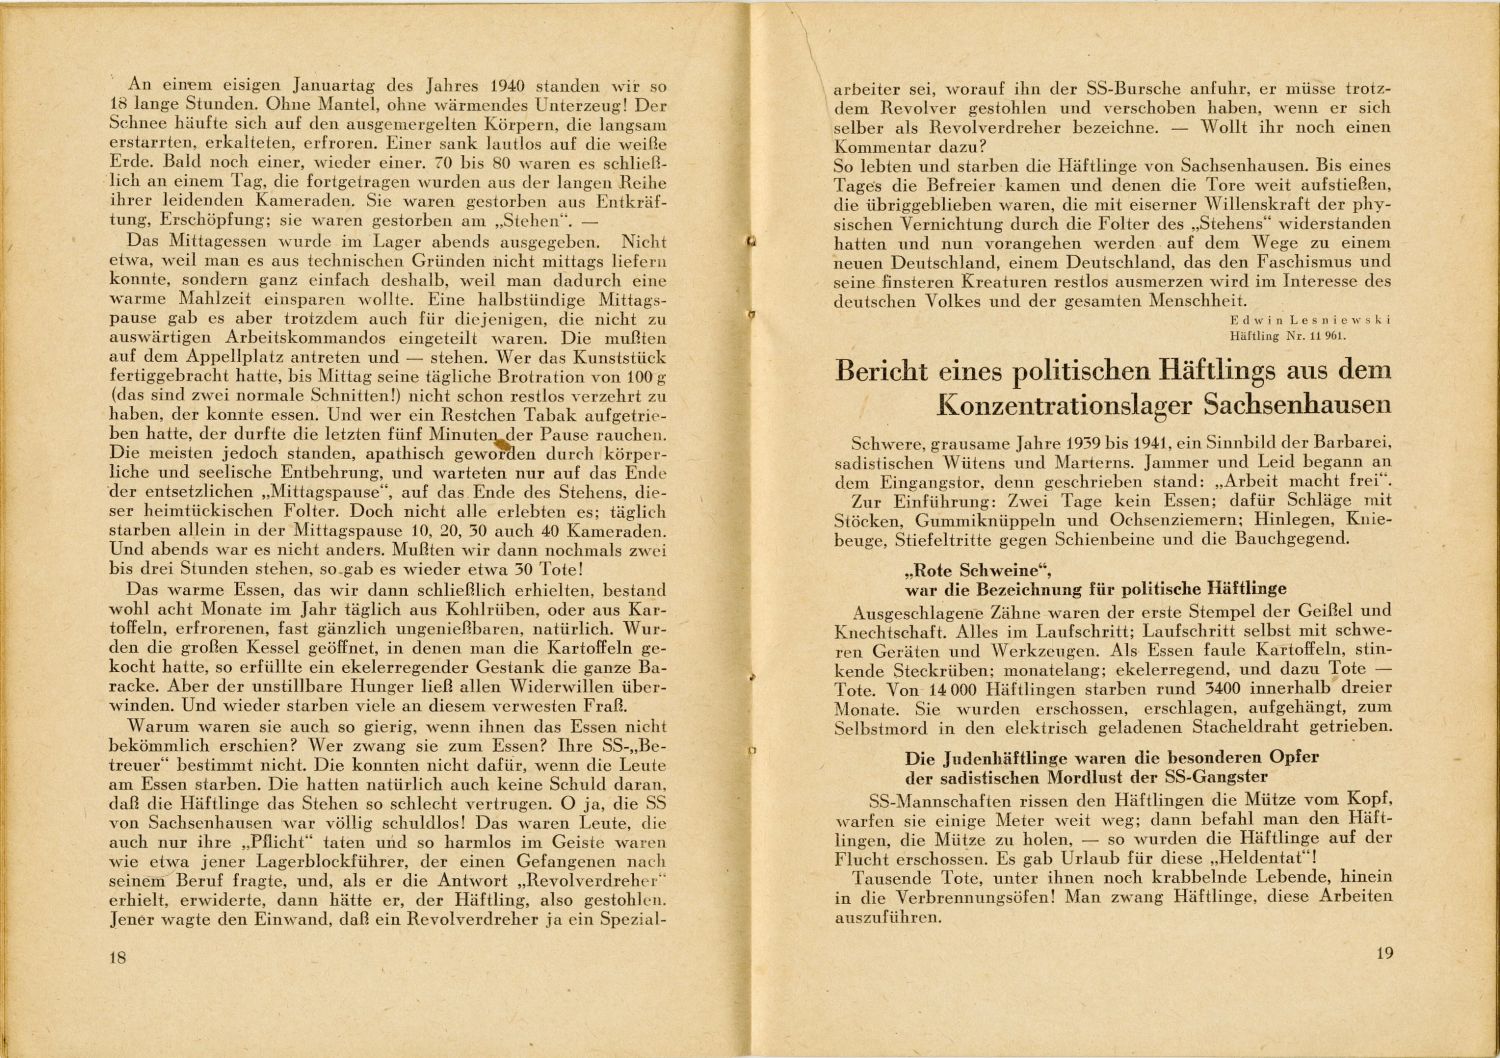 An einem eisigen Januartag des Jahres 1940 standen wir so
18 lange Stunden. Ohne Mantel, ohne wärmendes Unterzeug! Der
Schnee häufte sich auf den ausgemergelten Körpern, die langsam
erstarrten, erkalteten, erfroren. Einer sank lautlos auf die weiße
Erde. Bald noch einer, wieder einer. 70 bis 80 waren es schließ-
lich an einem Tag, die fortgetragen wurden aus der langen Reihe
ihrer leidenden Kameraden. Sie waren gestorben aus Entkräf-
tung, Erschöpfung; sie waren gestorben am „Stehen“. —
Das Mittagessen wurde im Lager abends ausgegeben. Nicht
etwa, weil man es aus technischen Gründen nicht mittags liefern
konnte, sondern ganz einfach deshalb, weil man dadurch eine
warme Mahlzeit einsparen wollte. Eine halbstündige Mittags-
pause gab es aber trotzdem auch für diejenigen, die nicht zu
auswärtigen Arbeitskommandos eingeteilt waren. Die mußten
auf dem Appellplatz antreten und — stehen. Wer das Kunststück
fertiggebracht hatte, bis Mittag seine tägliche Brotration von 100 g
(das sind zwei normale Schnitten!) nicht schon restlos verzehrt zu
haben, der konnte essen. Und wer ein Restchen Tabak aufgetrie-
ben hatte, der durfte die letzten fünf Minuten der Pause rauchen.
Die meisten jedoch standen, apathisch geworden durch körper-
liche und seelische Entbehrung, und warteten nur auf das Ende
der entsetzlichen „Mittagspause“, auf das Ende des Stehens, die-
ser heimtückischen Folter. Doch nicht alle erlebten es; täglich
starben allein in der Mittagspause 10, 20, 30 auch 40 Kameraden.
Und abends war es nicht anders. Mußten wir dann nochmals zwei
bis drei Stunden stehen, so gab es wieder etwa 30 Tote!
Das warme Essen, das wir dann schließlich erhielten, bestand
wohl acht Monate im Jahr täglich aus Kohlrüben, oder aus Kar-
toffeln, erfrorenen, fast gänzlich ungenießbaren, natürlich. Wur-
den die großen Kessel geöffnet, in denen man die Kartoffeln ge-
kocht hatte, so erfüllte ein ekelerregender Gestank die ganze Ba-
racke. Aber der unstillbare Hunger ließ allen Widerwillen über-
winden. Und wieder starben viele an diesem verwesten Fraß.
Warum waren sie auch so gierig, wenn ihnen das Essen nicht
bekömmlich erschien? Wer zwang sie zum Essen? Ihre SS-„Be-
treuer“ bestimmt nicht. Die konnten nicht dafür, wenn die Leute
am Essen starben. Die hatten natürlich auch keine Schuld daran,
daß die Häftlinge das Stehen so schlecht vertrugen. O ja, die SS
von Sachsenhausen war völlig schuldlos! Das waren Leute, die
auch nur ihre „Pflicht“ taten und so harmlos im Geiste waren
wie etwa jener Lagerblockführer, der einen Gefangenen nach
seinem Beruf fragte, und, als er die Antwort „Revolverdreher“
erhielt, erwiderte, dann hätte er, der Häftling, also gestohlen.
Jener wagte den Einwand, daß ein Revolverdreher ja ein Spezial-
18
arbeiter sei, worauf ihn der SS-Bursche anfuhr, er müsse trotz-
dem Revolver gestohlen und verschoben haben, wenn er sich
selber als Revolverdreher bezeichne. — Wollt ihr noch einen
Kommentar dazu?
So lebten und starben die Häftlinge von Sachsenhausen. Bis eines
Tages die Befreier kamen und denen die Tore weit aufstießen,
die übriggeblieben waren, die mit eiserner Willenskraft der phy-
sischen Vernichtung durch die Folter des „Stehens“ widerstanden
hatten und nun vorangehen werden auf dem Wege zu einem
neuen Deutschland, einem Deutschland, das den Faschismus und
seine finsteren Kreaturen restlos ausmerzen wird im Interesse des
deutschen Volkes und der gesamten Menschheit.
Edwin Lesniewski
Häftling Nr. 11 961.
Bericht eines politischen Häftlings aus dem
Konzentrationslager Sachsenhausen
Schwere, grausame Jahre 1939 bis 1941, ein Sinnbild der Barbarei,
sadistischen Wütens und Marterns. Jammer und Leid begann an
dem Eingangstor, denn geschrieben stand: „Arbeit macht frei“.
Zur Einführung: Zwei Tage kein Essen; dafür Schläge mit
Stöcken, Gummiknüppeln und Ochsenziemern; Hinlegen, Knie-
beuge, Stiefeltritte gegen Schienbeine und die Bauchgegend.
„Rote Schweine“,
war die Bezeichnung für politische Häftlinge
Ausgeschlagene Zähne waren der erste Stempel der Geißel und
Knechtschaft. Alles im Laufschritt; Laufschritt selbst mit schwe-
ren Geräten und Werkzeugen. Als Essen faule Kartoffeln, stin-
kende Steckrüben; monatelang; ekelerregend, und dazu Tote —
Tote. Von 14 000 Häftlingen starben rund 3400 innerhalb dreier
Monate. Sie wurden erschossen, erschlagen, aufgehängt, zum
Selbstmord in den elektrisch geladenen Stacheldraht getrieben.
Die Judenhäftlinge waren die besonderen Opfer
der sadistischen Mordlust der SS-Gangster
SS-Mannschaften rissen den Häftlingen die Mütze vom Kopf,
warfen sie einige Meter weit weg; dann befahl man den Häft-
lingen, die Mütze zu holen, — so wurden die Häftlinge auf der
Flucht erschossen. Es gab Urlaub für diese „Heldentat“!
Tausende Tote, unter ihnen noch krabbelnde Lebende, hinein
in die Verbrennungsöfen! Man zwang Häftlinge, diese Arbeiten
auszuführen.
19